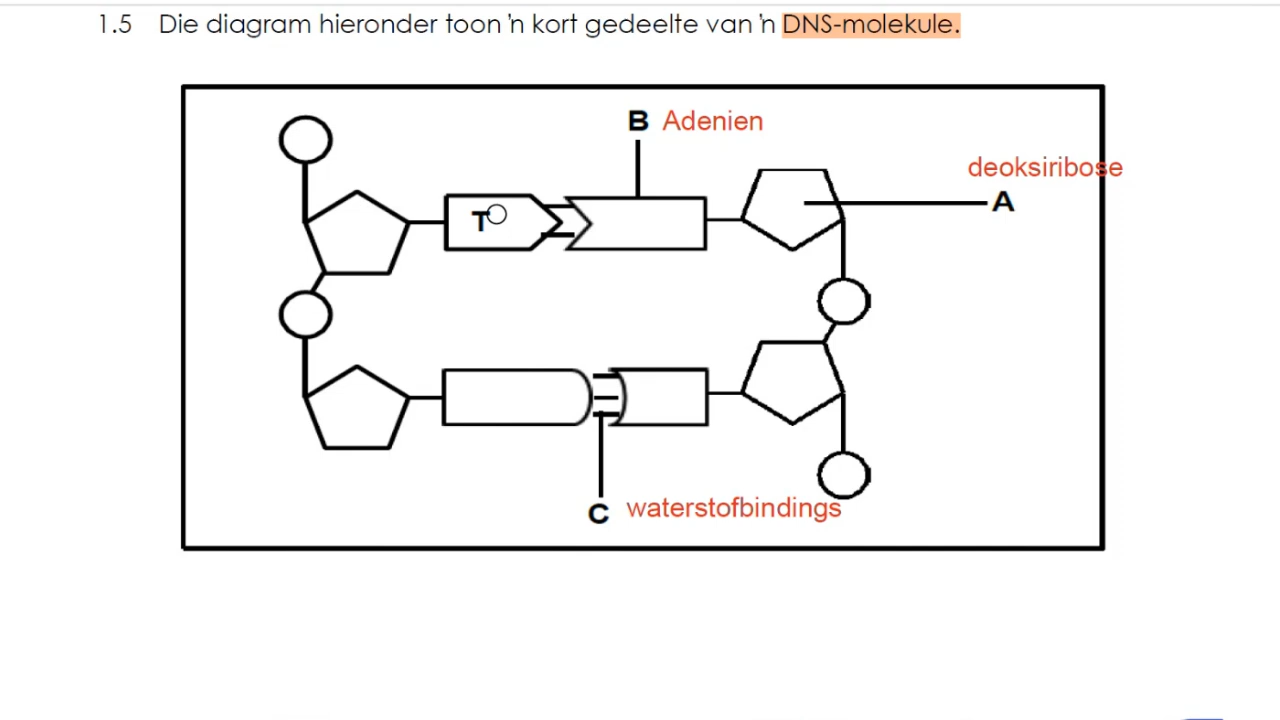 1.5 Die diagram hieronder toon 'n kort gedeelte van 'n DNS-molekule.
B Adenien
deoksiribose
A
T
C waterstofbindings